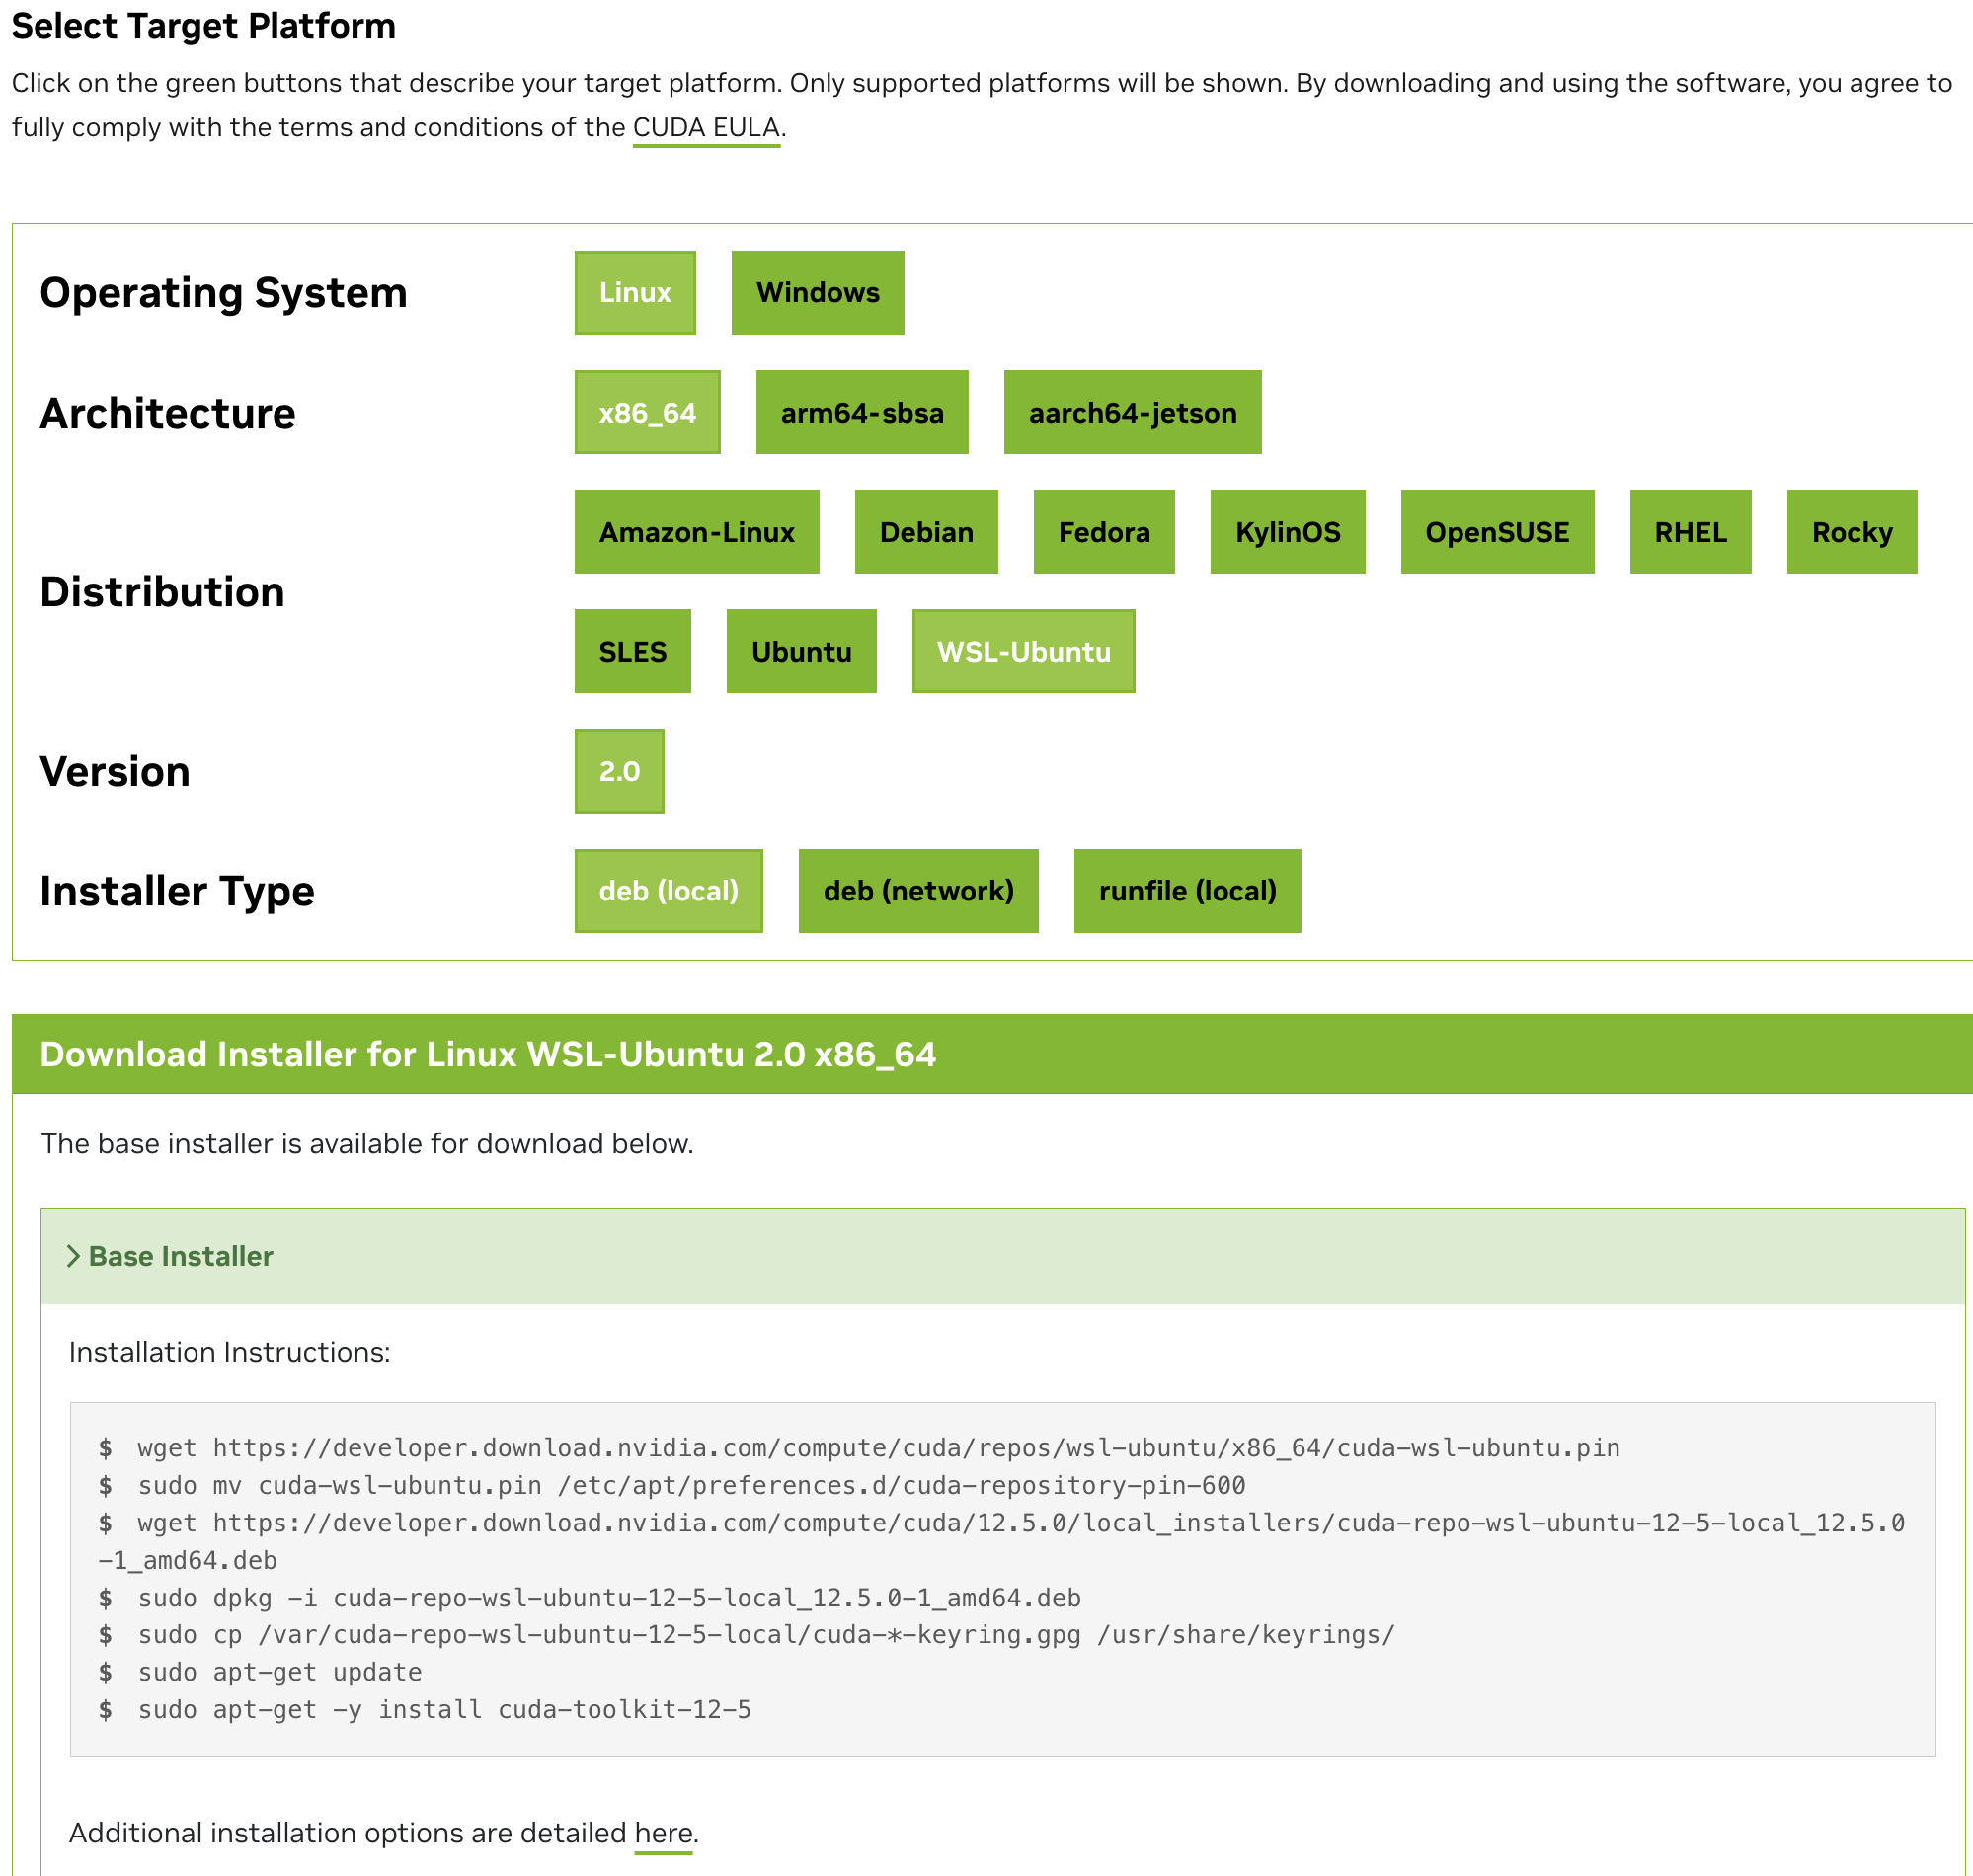 Select Target Platform
Click on the green buttons that describe your target platform. Only supported platforms will be shown. By downloading and using the software, you agree to
fully comply with the terms and conditions of the CUDA EULA.
Operating System
Linux Windows
Architecture
x86_64 arm64-sbsa aarch64-jetson
Distribution
Amazon-Linux Debian Fedora KylinOS OpenSUSE RHEL Rocky
SLES Ubuntu WSL-Ubuntu
Version
2.0
Installer Type
deb (local) deb (network) runfile (local)
Download Installer for Linux WSL-Ubuntu 2.0 x86_64
The base installer is available for download below.
Base Installer
Installation Instructions:
$ wget https://developer.download.nvidia.com/compute/cuda/repos/wsl-ubuntu/x86_64/cuda-wsl-ubuntu.pin
$ sudo mv cuda-wsl-ubuntu.pin /etc/apt/preferences.d/cuda-repository-pin-600
$ wget https://developer.download.nvidia.com/compute/cuda/12.5.0/local_installers/cuda-repo-wsl-ubuntu-12-5-local_12.5.0
-1_amd64.deb
$ sudo dpkg -i cuda-repo-wsl-ubuntu-12-5-local_12.5.0-1_amd64.deb
$ sudo cp /var/cuda-repo-wsl-ubuntu-12-5-local/cuda-*-keyring.gpg /usr/share/keyrings/
$ sudo apt-get update
$ sudo apt-get -y install cuda-toolkit-12-5
Additional installation options are detailed here.